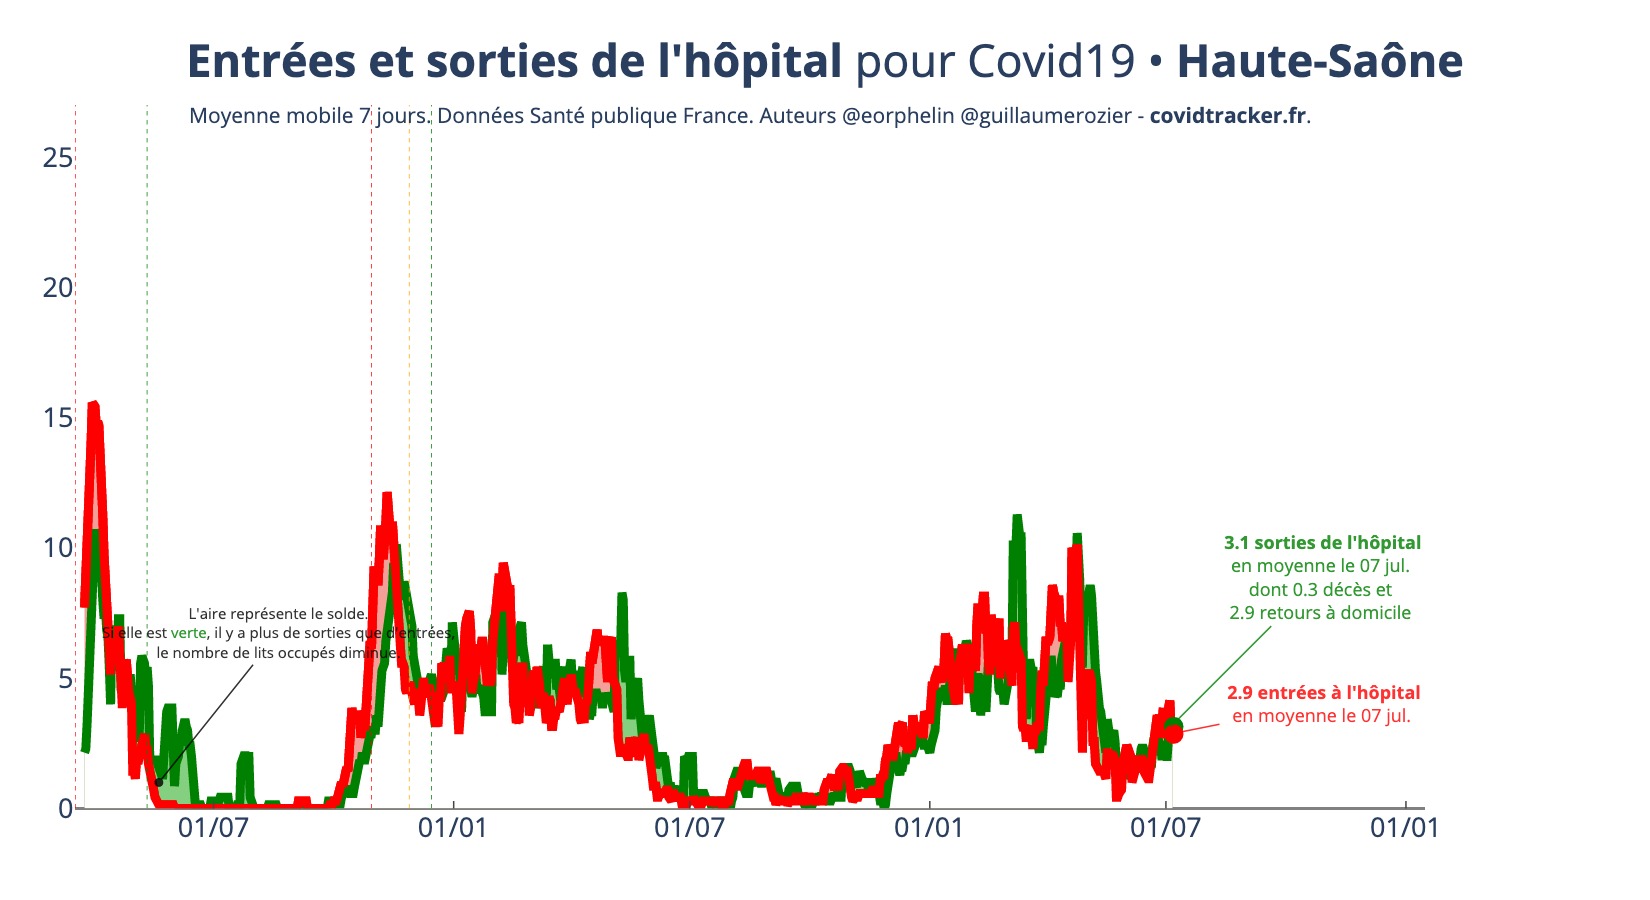 Entrées et sorties de l'hôpital pour Covid19 • Haute-Saône
Moyenne mobile 7 jours. Données Santé publique France. Auteurs @eorphelin @guillaumerozier - covidtracker.fr.
25
20
15
10
5
0
L'aire représente le solde.
Si elle est verte, il y a plus de sorties que d'entrées,
le nombre de lits occupés diminue.
3.1 sorties de l'hôpital
en moyenne le 07 jul.
dont 0.3 décès et
2.9 retours à domicile
2.9 entrées à l'hôpital
en moyenne le 07 jul.
01/07
01/01
01/07
01/01
01/07
01/01